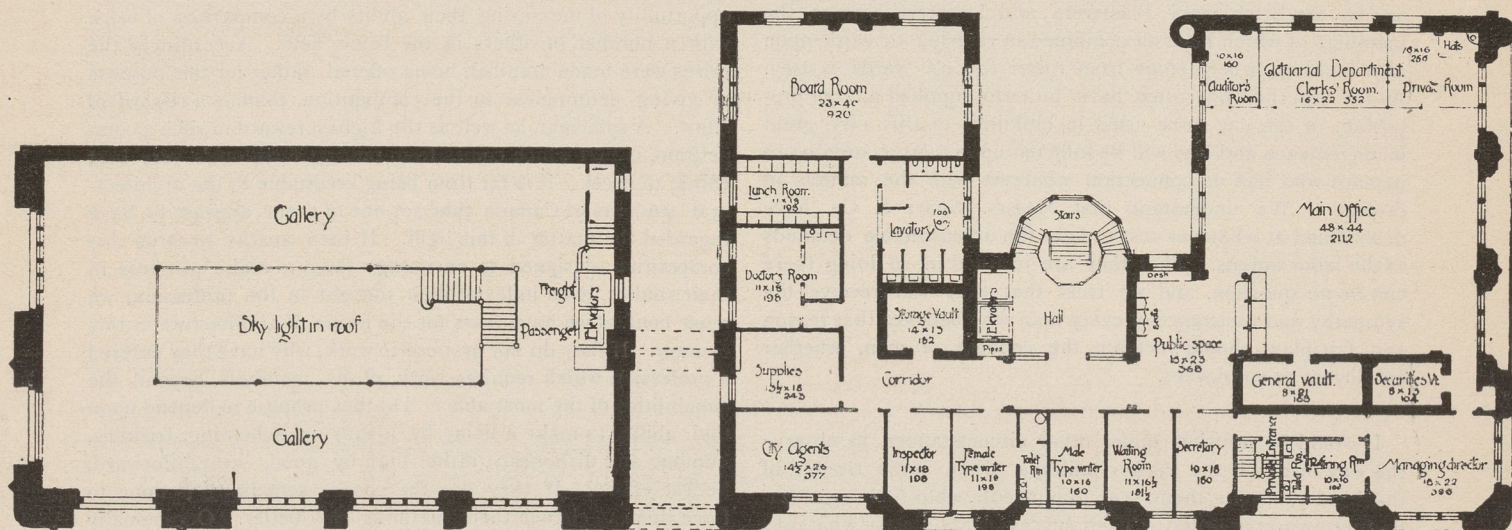 Gallery
Sky light in roof
Freight
Passenger
Elevators
Gallery
Board Room
23 x 40
920
Lunch Room.
11 x 18
198
Lavatory
Doctor's Room
11 x 18
198
Storage Vault
14 x 13
182
Supplies
13½ x 18
243
Corridor
City Agents
14½ x 26
377
Inspector
11 x 18
198
Female
Type writer
11 x 18
198
Toilet
Rm
Male
Type writer
10 x 16
160
Waiting
Room
11 x 16½
181½
Secretary
10 x 18
180
Stairs
Elevators
Pipes
Hall
Desk
Seats
Public space
16 x 23
368
10 x 16
160
Auditor's
Room
Actuarial Department.
Clerks' Room.
16 x 22 352
16 x 16
256
Hats
Private Room
Main Office
48 x 44
2112
General vault.
8 x 21
168
Securities Vt.
8 x 13
104
Private Entrance
Toilet Rm.
Retiring Rm
10 x 10
Managing director
18 x 22
396